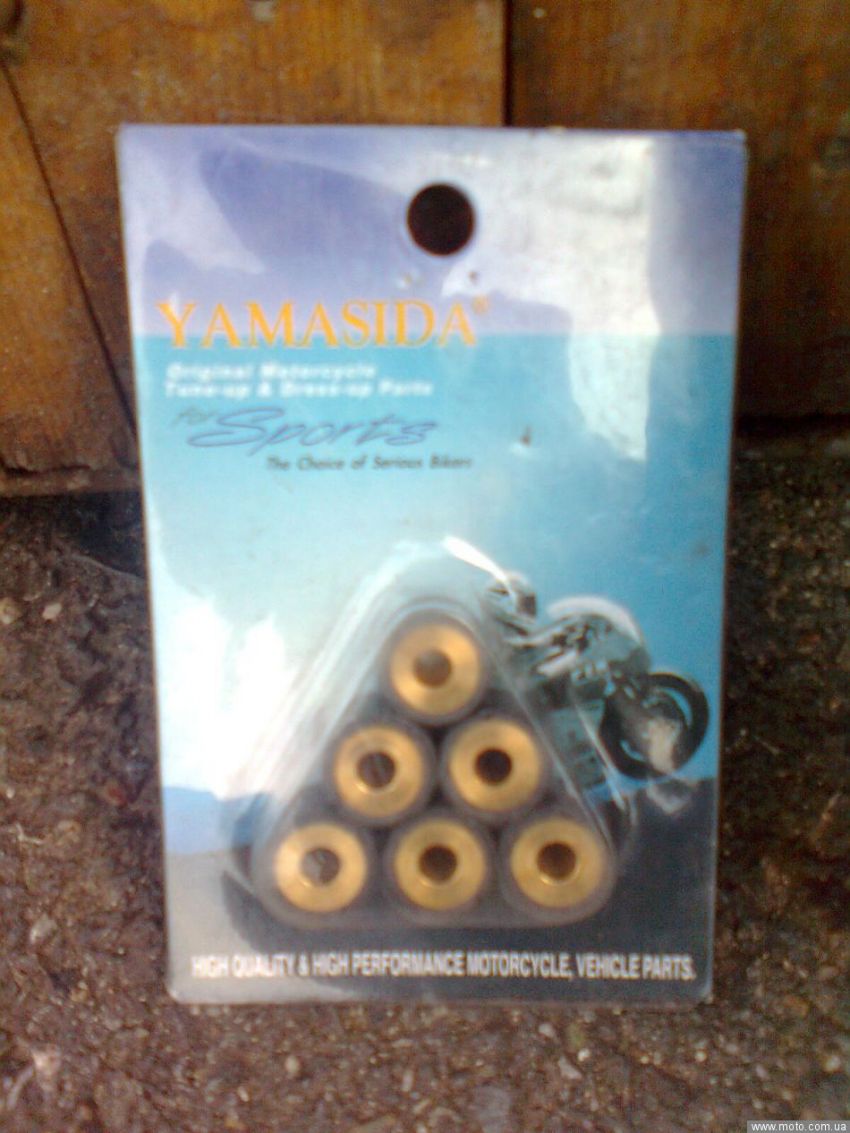 YAMASIDA®
Original Motorcycle
Tune-up & Dress-up Parts
for Sports
The Choice of Serious Bikers
HIGH QUALITY & HIGH PERFORMANCE MOTORCYCLE, VEHICLE PARTS.
www.moto.com.ua